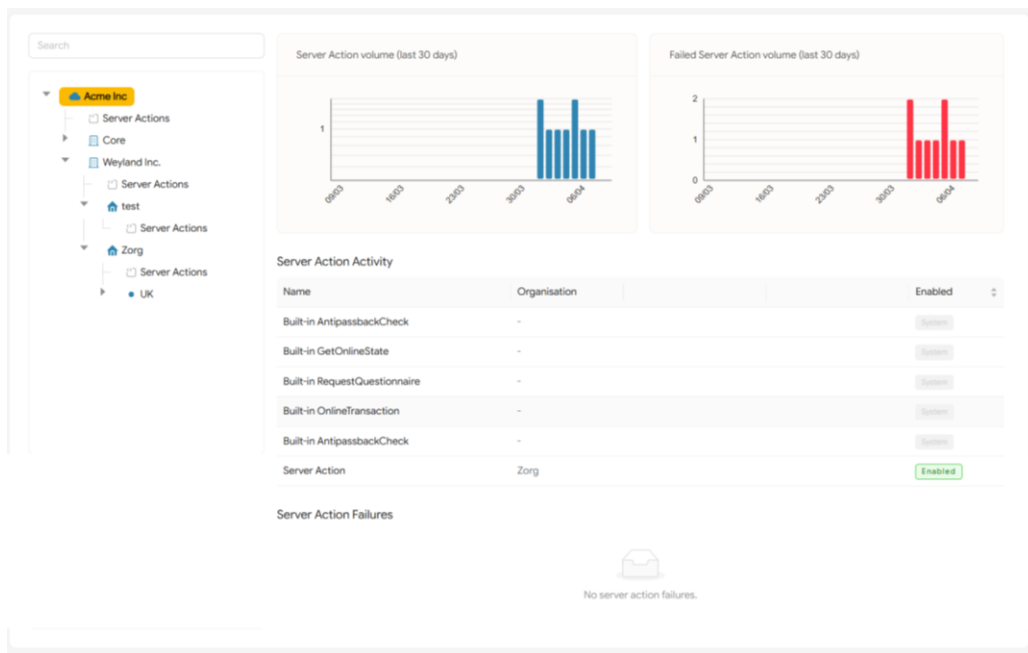 Search
Acme Inc
Server Actions
Core
Weyland Inc.
Server Actions
test
Server Actions
Zorg
Server Actions
UK
Server Action volume (last 30 days)
1
09/03 16/03 23/03 30/03 06/04
Failed Server Action volume (last 30 days)
2
1
0
09/03 16/03 23/03 30/03 06/04
Server Action Activity
Name Organisation Enabled
Built-in AntipassbackCheck - System
Built-in GetOnlineState - System
Built-in RequestQuestionnaire - System
Built-in OnlineTransaction - System
Built-in AntipassbackCheck - System
Server Action Zorg Enabled
Server Action Failures
No server action failures.